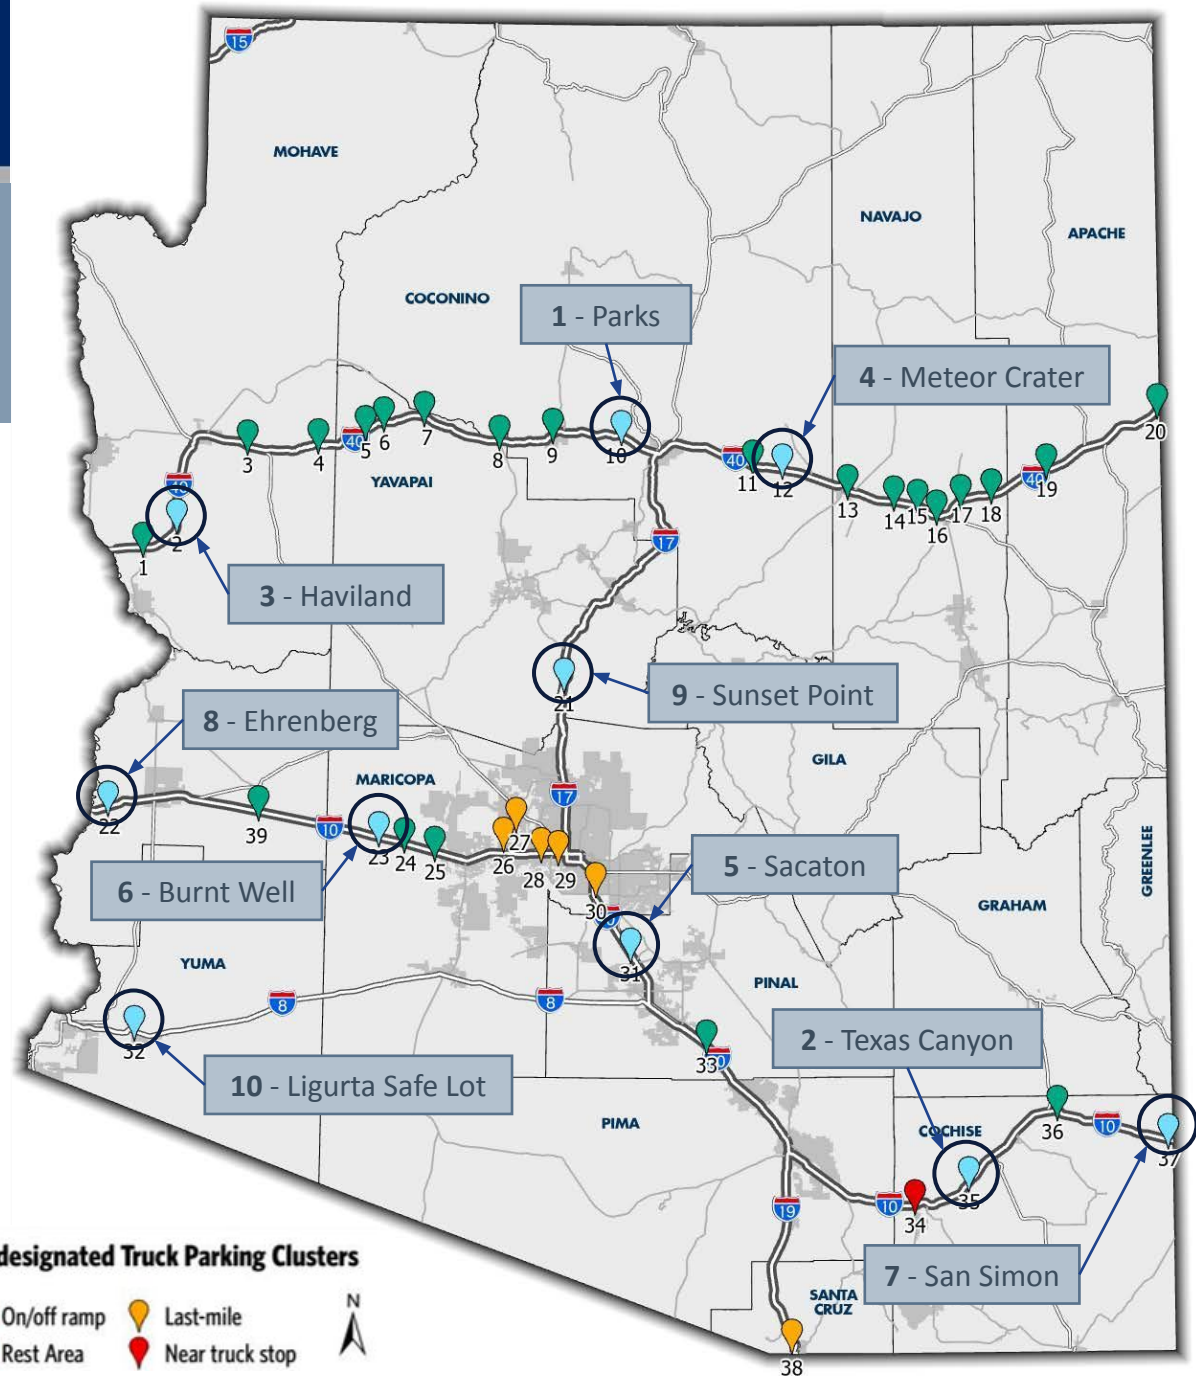 15
MOHAVE
NAVAJO
APACHE
COCONINO
1 - Parks
4 - Meteor Crater
3
4
40
5
6
7
8
9
10
40
11
12
13
14
15
16
17
18
40
19
20
YAVAPAI
40
1
2
17
3 - Haviland
9 - Sunset Point
21
8 - Ehrenberg
GILA
MARICOPA
22
39
10
23
24
25
26
27
28
29
17
30
GREENLEE
6 - Burnt Well
5 - Sacaton
31
GRAHAM
YUMA
PINAL
8
8
32
10 - Ligurta Safe Lot
33
2 - Texas Canyon
PIMA
COCHISE
36
10
37
35
34
10
19
7 - San Simon
SANTA
CRUZ
38
designated Truck Parking Clusters
On/off ramp
Last-mile
Rest Area
Near truck stop
N